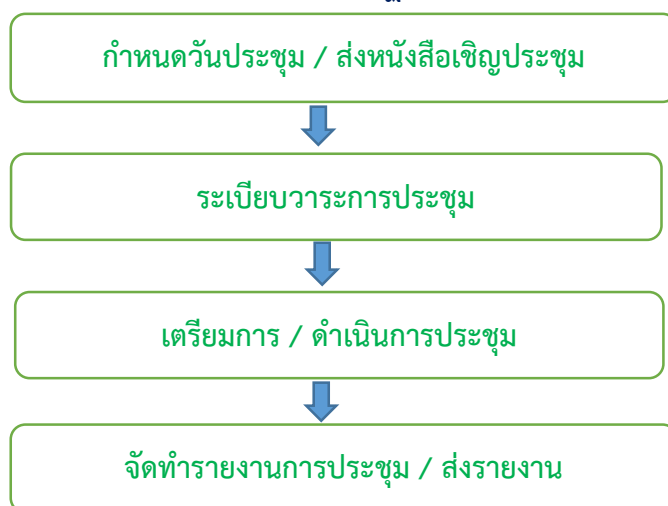 กำหนดวันประชุม / ส่งหนังสือเชิญประชุม
ระเบียบวาระการประชุม
เตรียมการ / ดำเนินการประชุม
จัดทำรายงานการประชุม / ส่งรายงาน